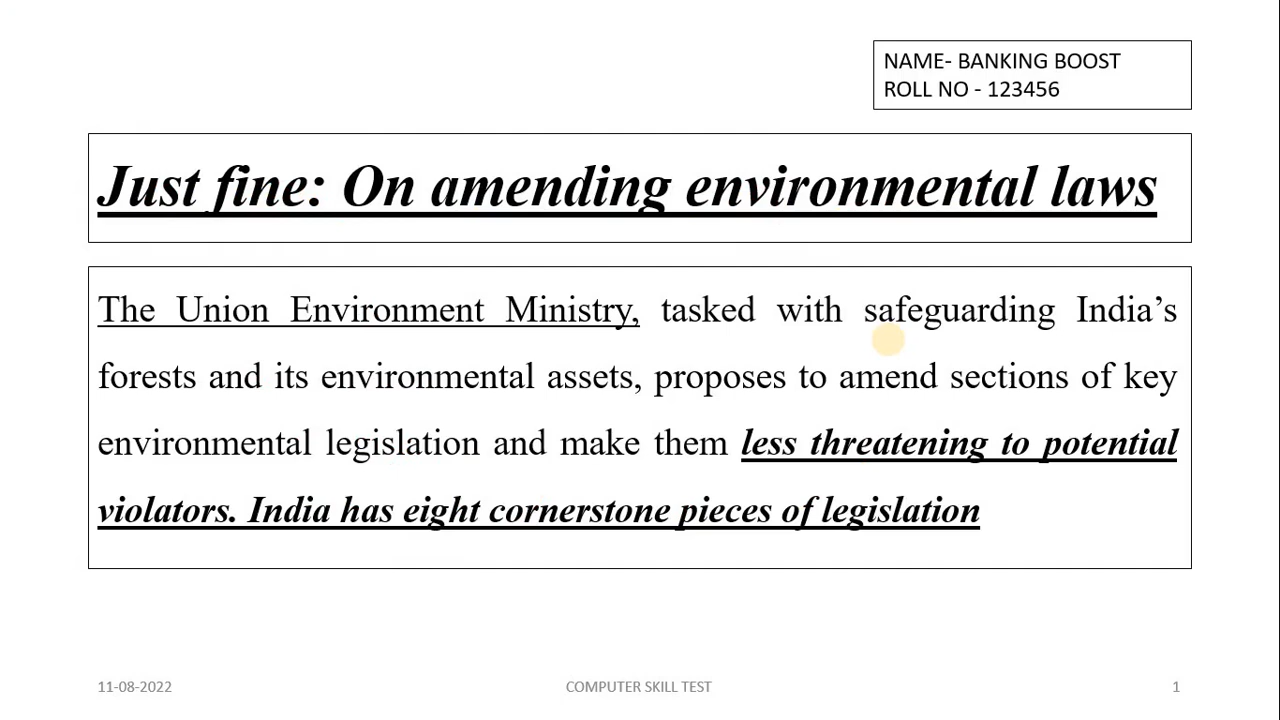 NAME- BANKING BOOST
ROLL NO - 123456
Just fine: On amending environmental laws
The Union Environment Ministry, tasked with safeguarding India’s
forests and its environmental assets, proposes to amend sections of key
environmental legislation and make them less threatening to potential
violators. India has eight cornerstone pieces of legislation
11-08-2022
COMPUTER SKILL TEST
1